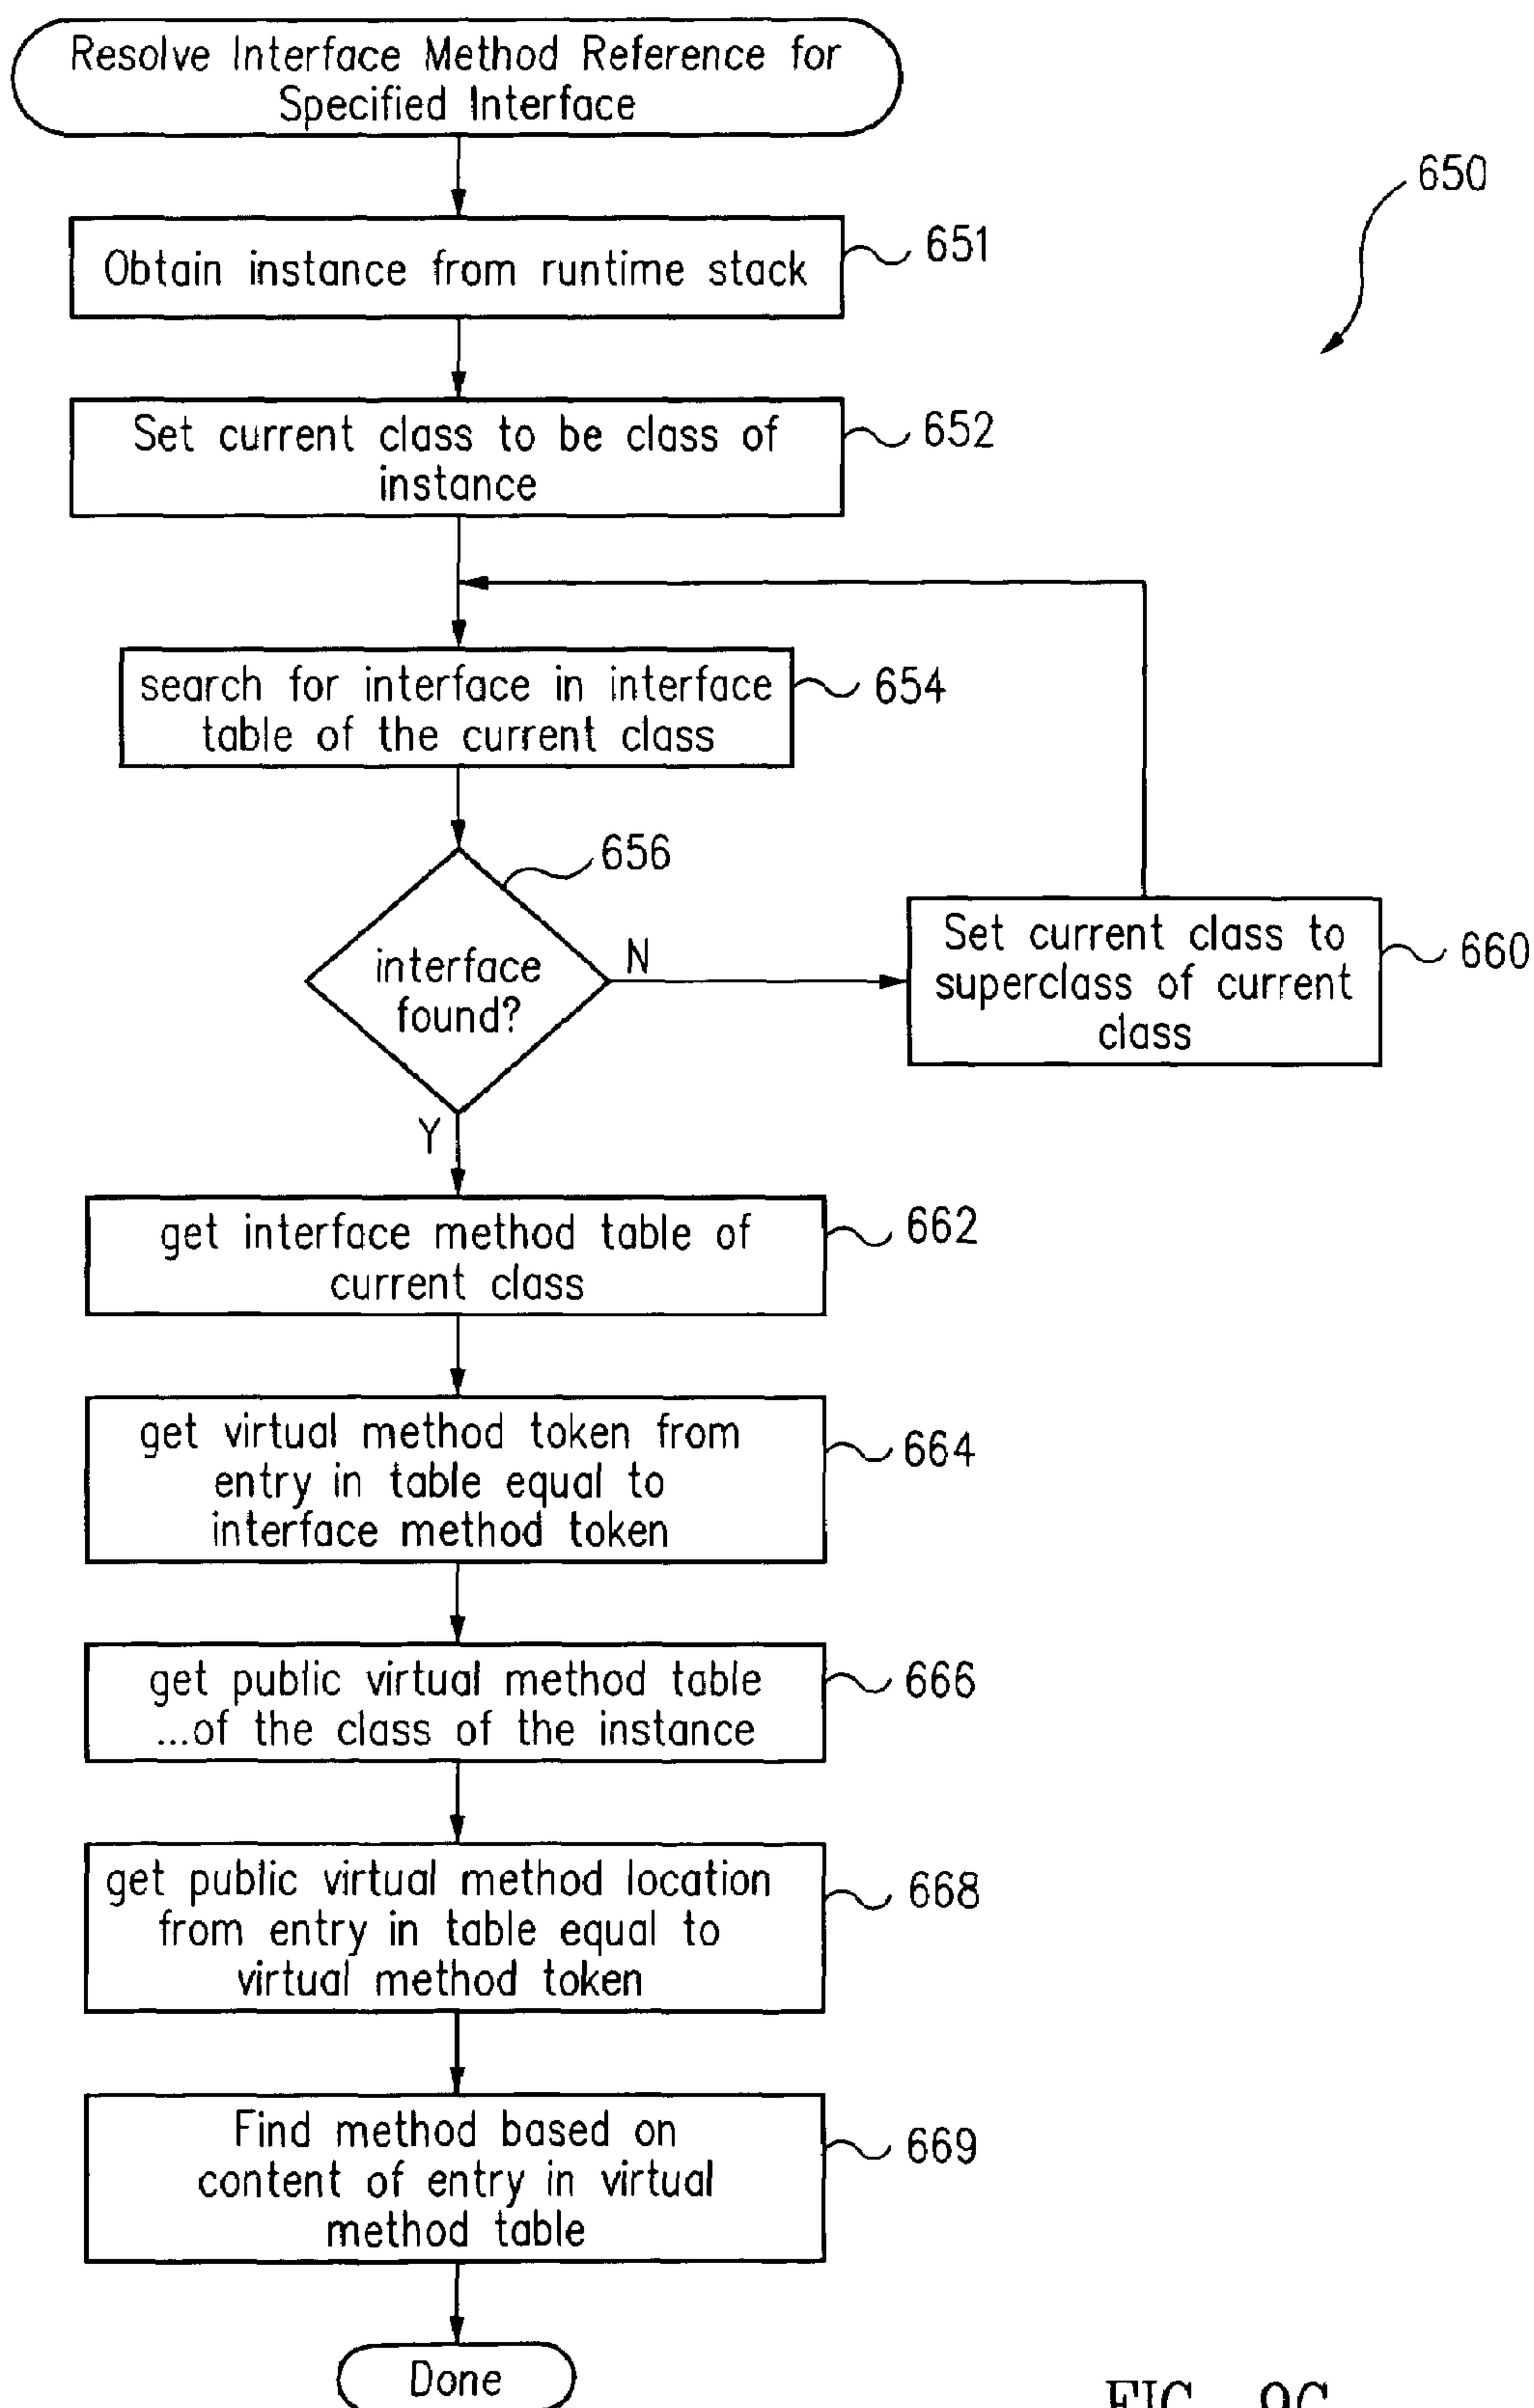 Resolve Interface Method Reference for
Specified Interface
650
Obtain instance from runtime stack
651
Set current class to be class of
instance
652
search for interface in interface
table of the current class
654
656
interface
found?
N
Set current class to
superclass of current
class
660
Y
get interface method table of
current class
662
get virtual method token from
entry in table equal to
interface method token
664
get public virtual method table
...of the class of the instance
666
get public virtual method location
from entry in table equal to
virtual method token
668
Find method based on
content of entry in virtual
method table
669
Done
FIG. 9C